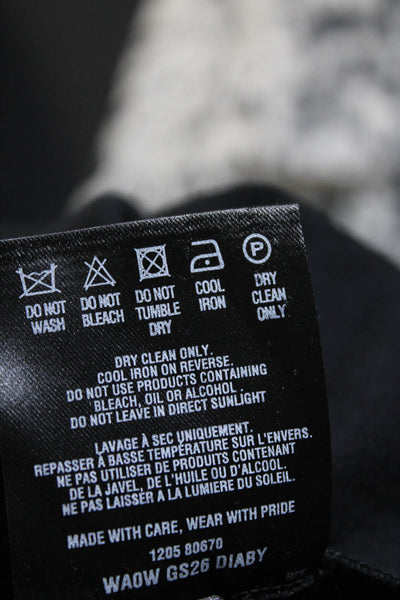 P
DO NOT WASH
DO NOT BLEACH
DO NOT TUMBLE DRY
COOL IRON
DRY CLEAN ONLY
DRY CLEAN ONLY.
COOL IRON ON REVERSE.
DO NOT USE PRODUCTS CONTAINING
BLEACH, OIL OR ALCOHOL.
DO NOT LEAVE IN DIRECT SUNLIGHT
LAVAGE À SEC UNIQUEMENT.
REPASSER À BASSE TEMPÉRATURE SUR L'ENVERS.
NE PAS UTILISER DE PRODUITS CONTENANT
DE LA JAVEL, DE L'HUILE OU D'ALCOOL.
NE PAS LAISSER À LA LUMIÈRE DU SOLEIL.
MADE WITH CARE, WEAR WITH PRIDE
1205 80670
WAOW GS26 DIABY